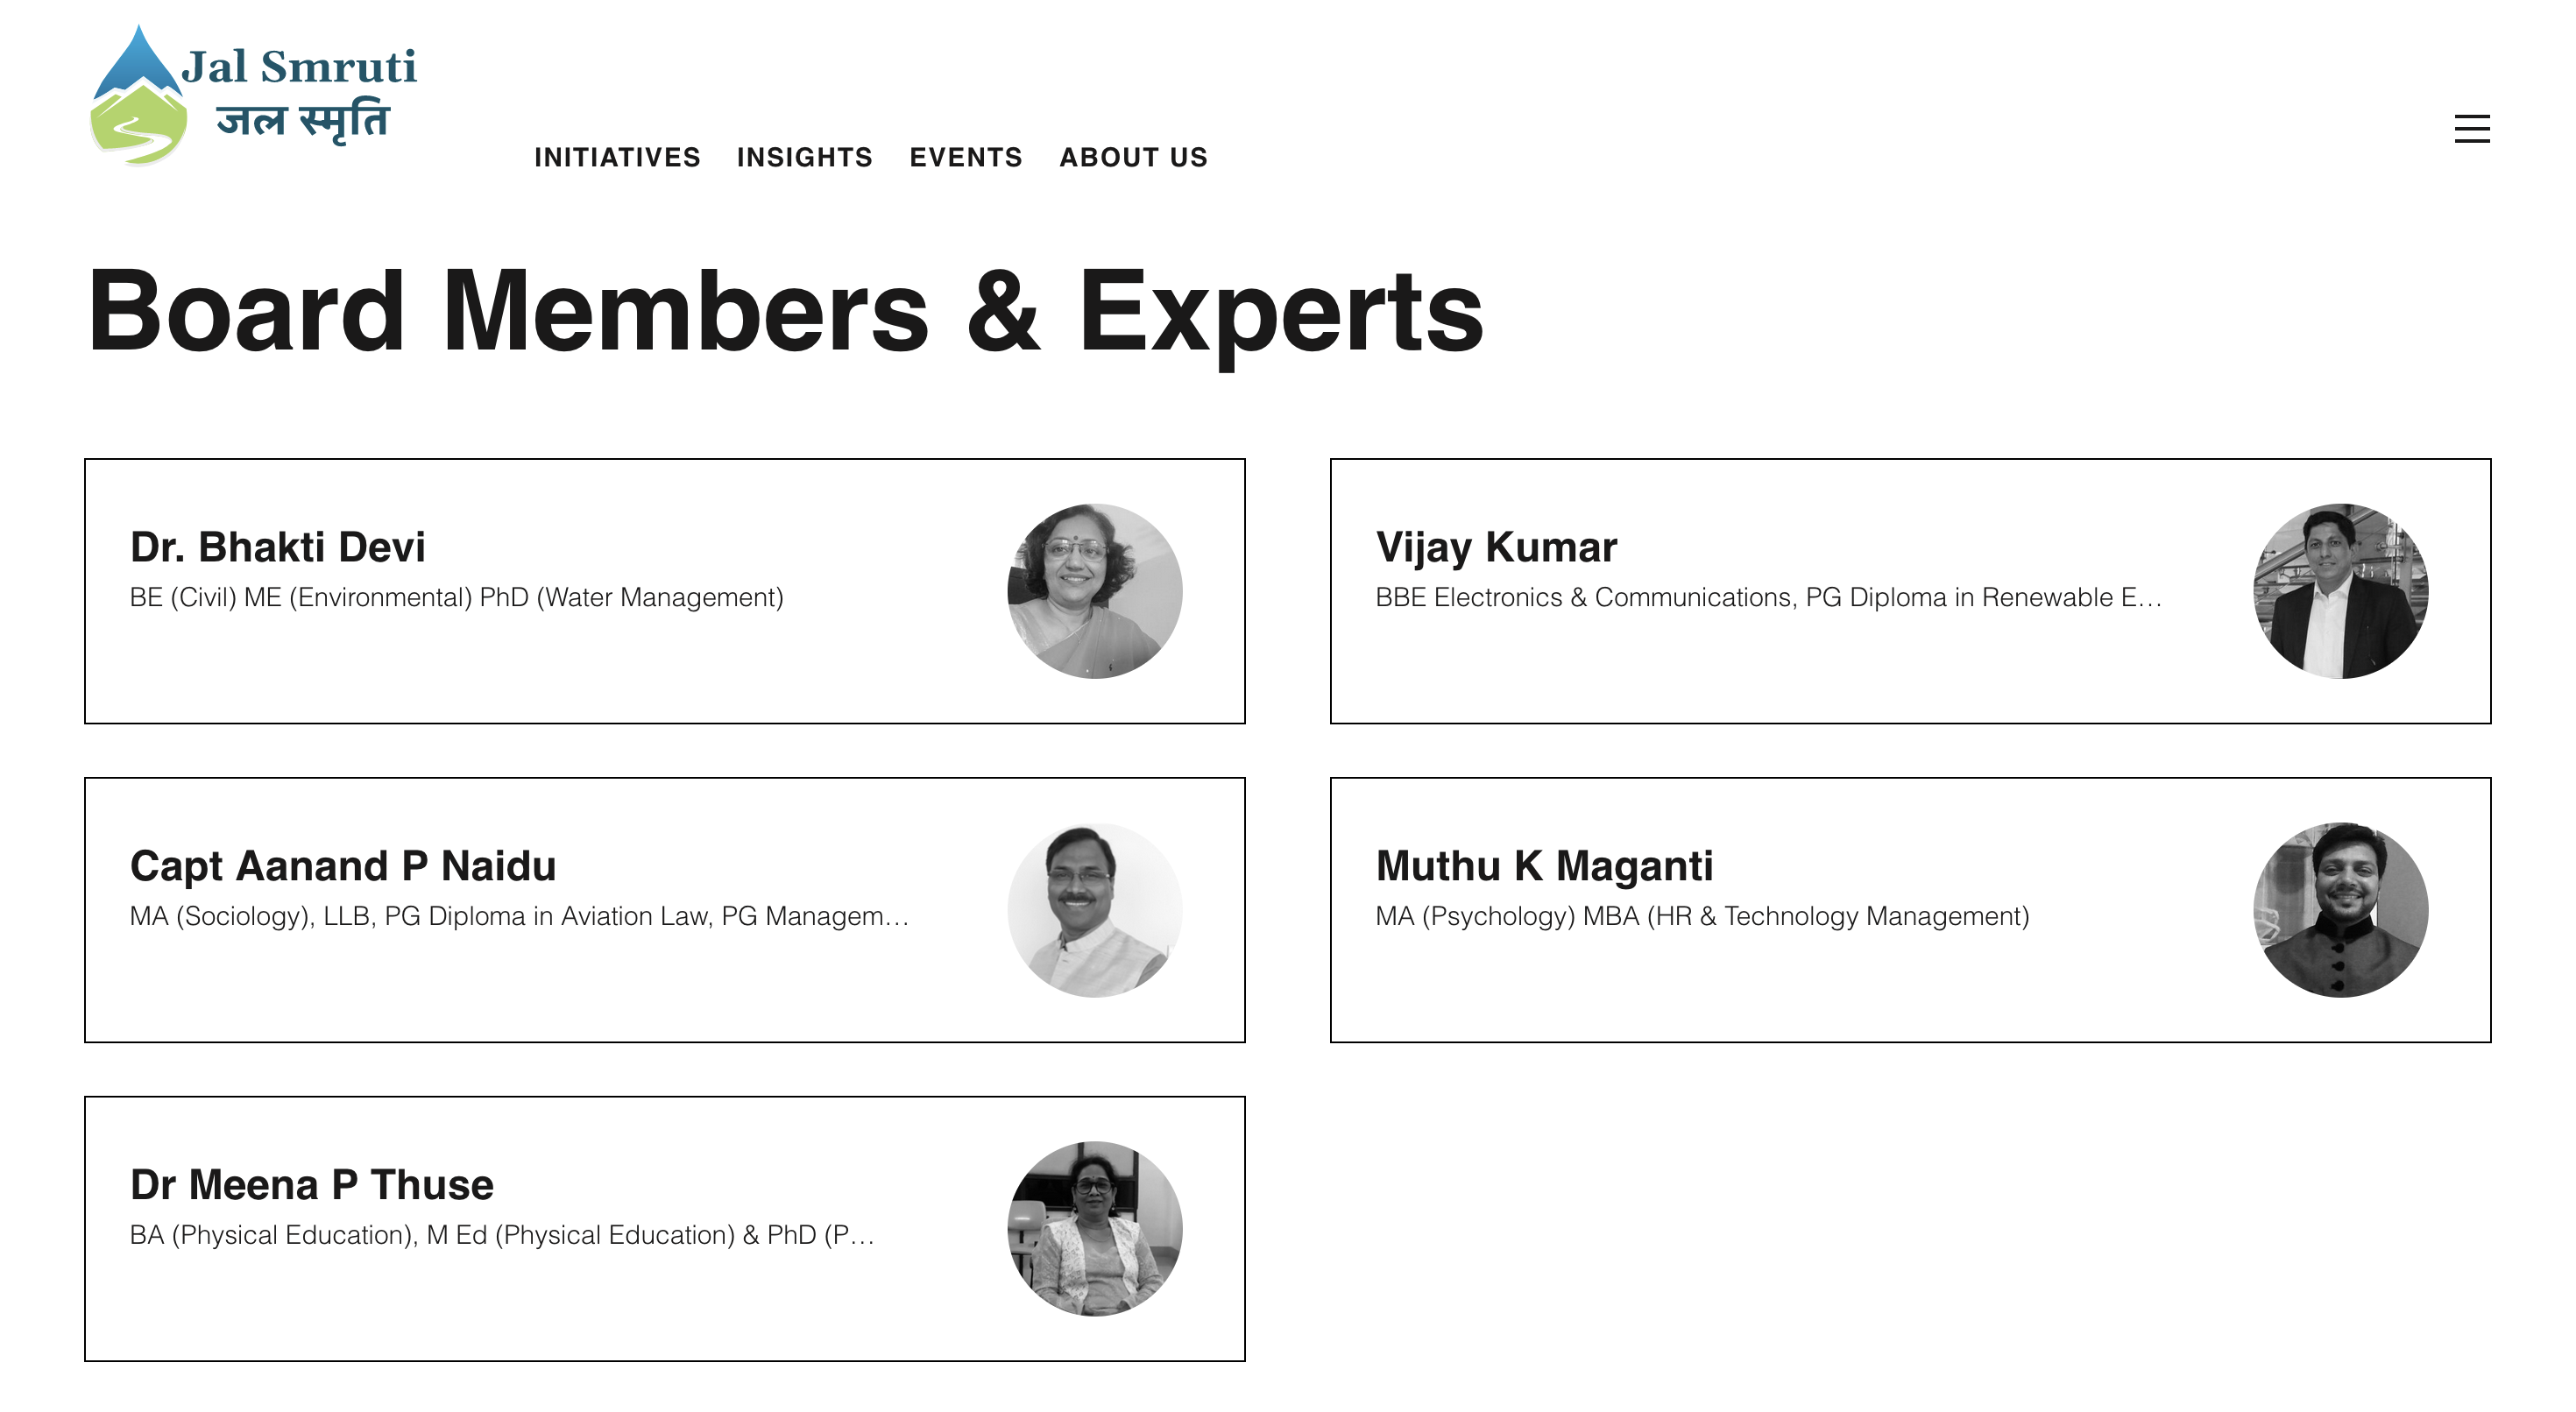 Jal Smruti
जल स्मृति
INITIATIVES INSIGHTS EVENTS ABOUT US
Board Members & Experts
Dr. Bhakti Devi
BE (Civil) ME (Environmental) PhD (Water Management)
Vijay Kumar
BBE Electronics & Communications, PG Diploma in Renewable E...
Capt Aanand P Naidu
MA (Sociology), LLB, PG Diploma in Aviation Law, PG Managem...
Muthu K Maganti
MA (Psychology) MBA (HR & Technology Management)
Dr Meena P Thuse
BA (Physical Education), M Ed (Physical Education) & PhD (P...